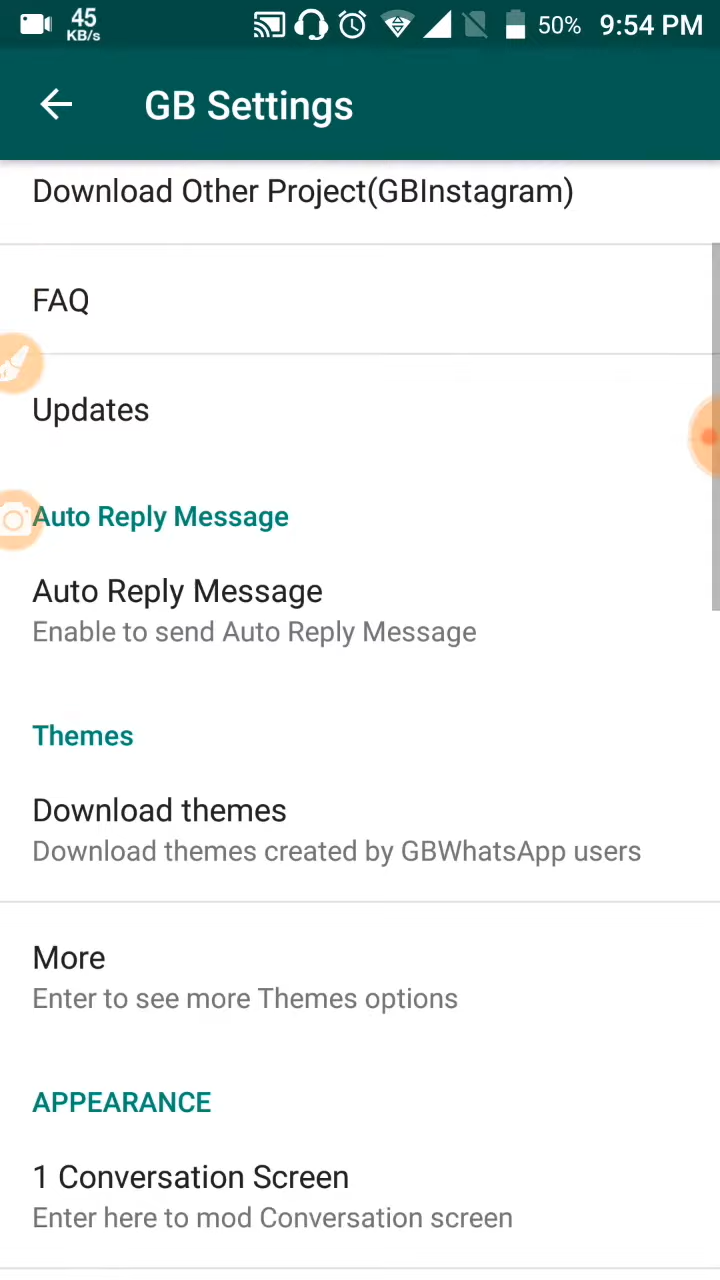 45
KB/s
50%
9:54 PM
GB Settings
Download Other Project(GBInstagram)
FAQ
Updates
Auto Reply Message
Auto Reply Message
Enable to send Auto Reply Message
Themes
Download themes
Download themes created by GBWhatsApp users
More
Enter to see more Themes options
APPEARANCE
1 Conversation Screen
Enter here to mod Conversation screen